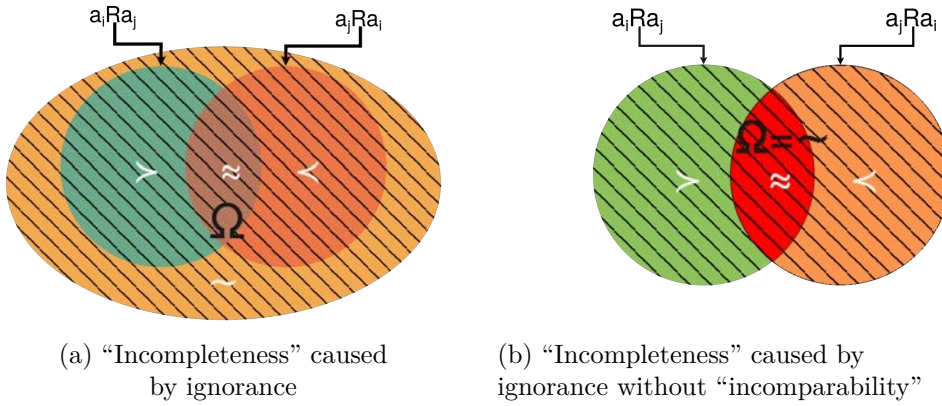 aᵢRaⱼ
aⱼRaᵢ
≻ ≈ ≺
Ω
∼
aᵢRaⱼ
aⱼRaᵢ
Ω=∼
≻ ≈ ≺
(a) “Incompleteness” caused
by ignorance
(b) “Incompleteness” caused by
ignorance without “incomparability”